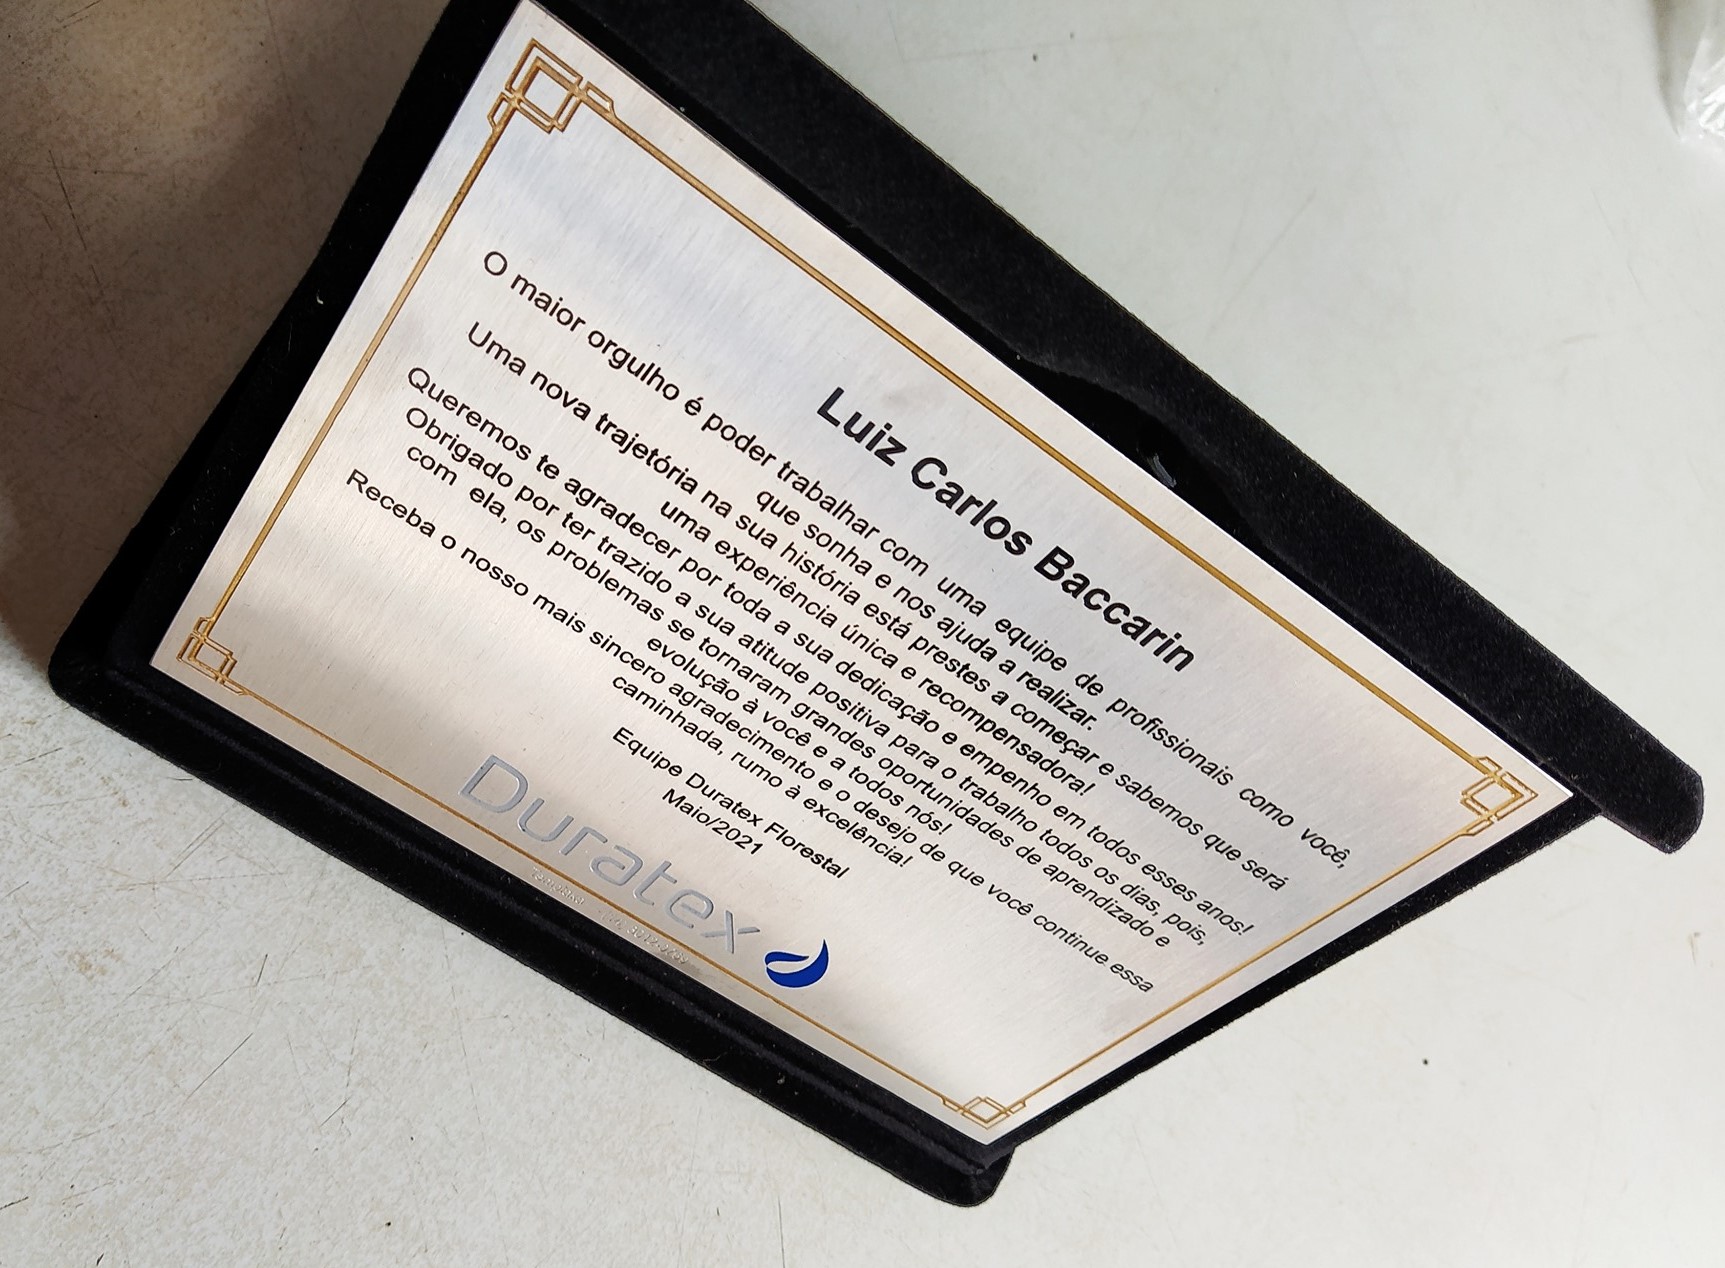 Luiz Carlos Baccarin
O maior orgulho é poder trabalhar com uma equipe de profissionais como você,
que sonha e nos ajuda a realizar.
Uma nova trajetória na sua história está prestes a começar e sabemos que será
uma experiência única e recompensadora!
Queremos te agradecer por toda a sua dedicação e empenho em todos esses anos!
Obrigado por ter trazido a sua atitude positiva para o trabalho todos os dias, pois,
com ela, os problemas se tornaram grandes oportunidades de aprendizado e
evolução à você e a todos nós!
Receba o nosso mais sincero agradecimento e o desejo de que você continue essa
caminhada, rumo à excelência!
Equipe Duratex Florestal
Maio/2021
Duratex